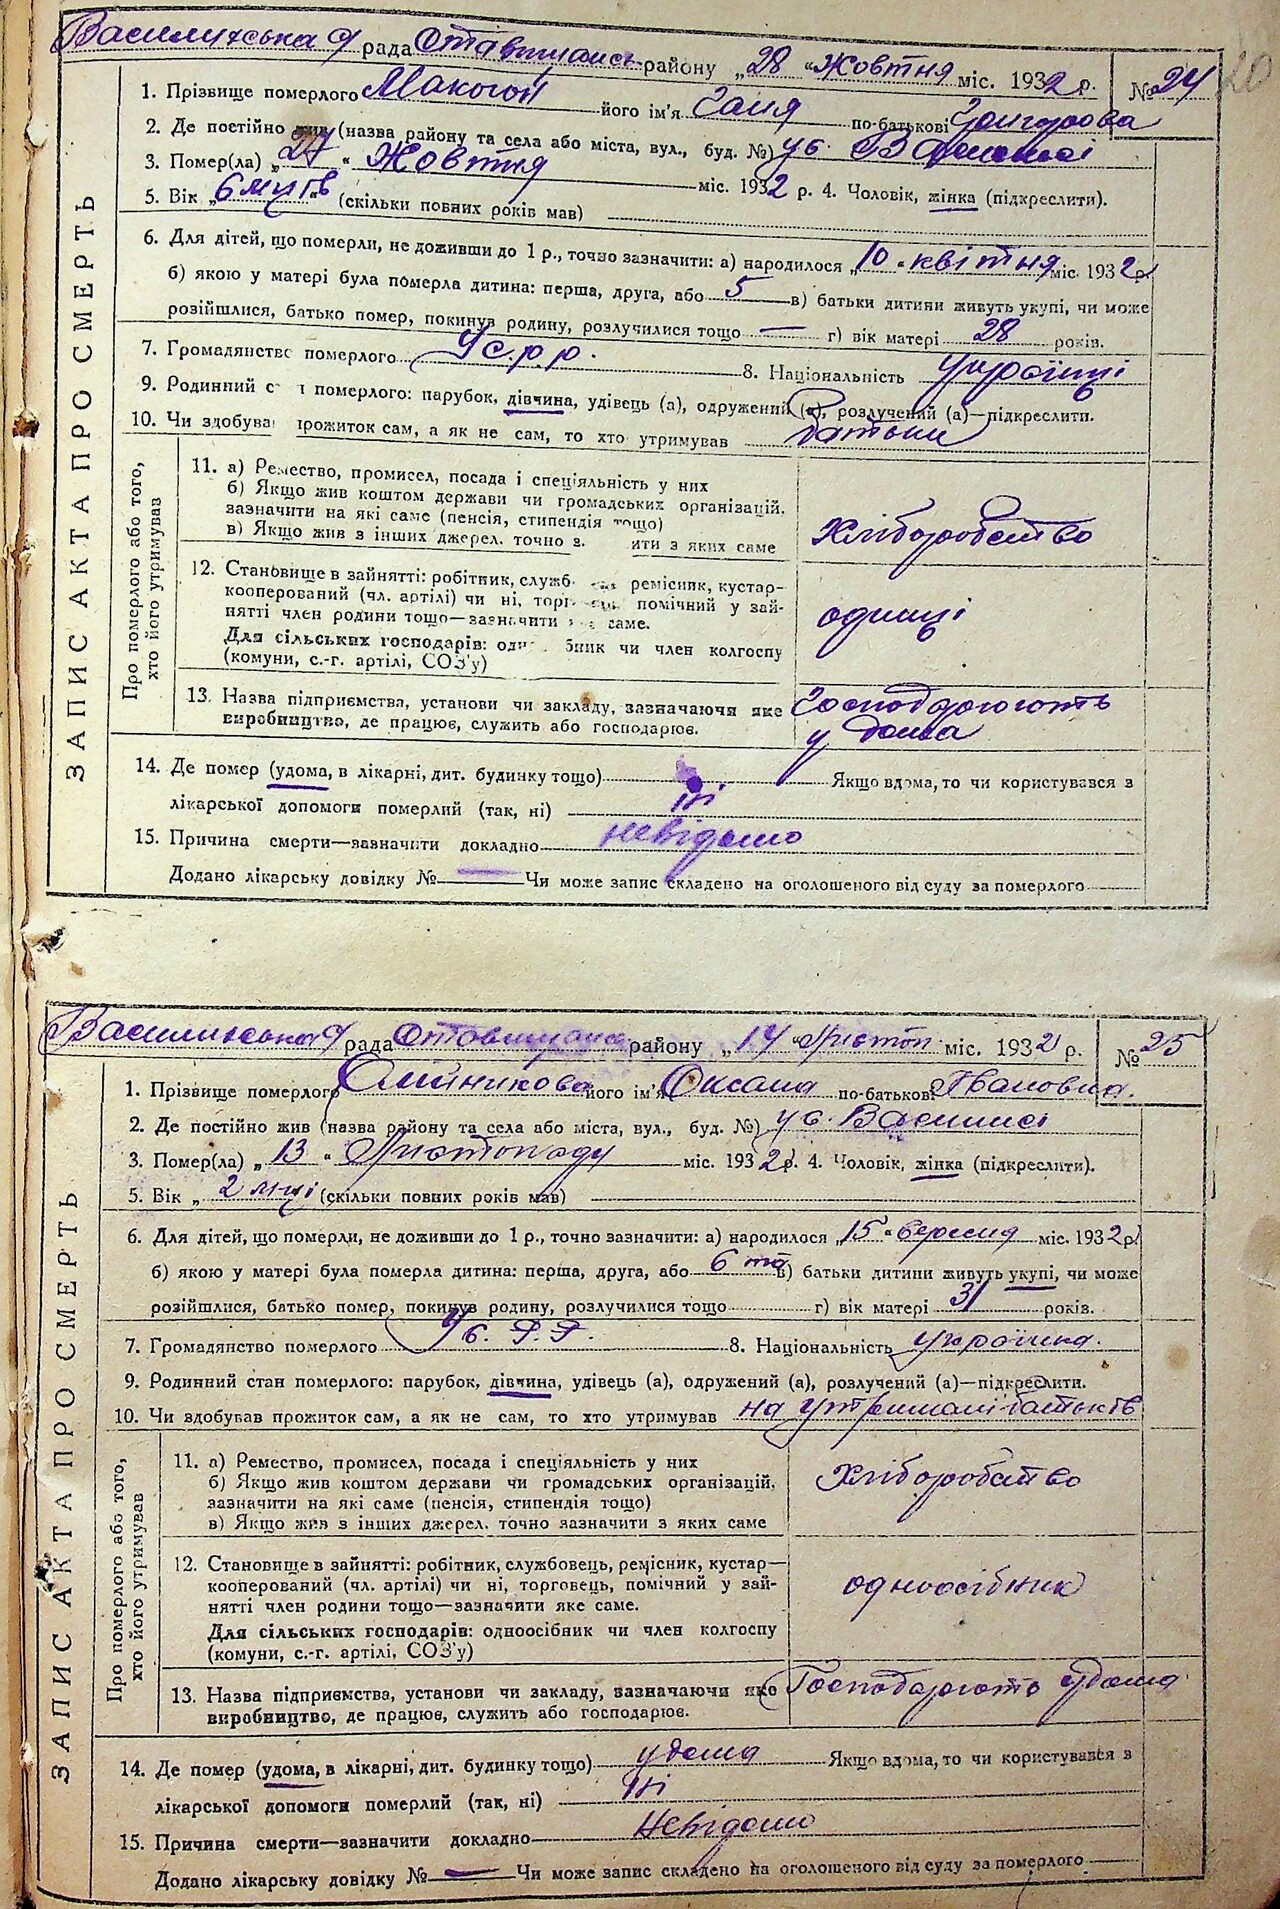 Василихська рада Ставищанськ. району „28“ Жовтня міс. 1932 р. № 24
20
1. Прізвище померлого Макогон його ім'я Ганя по-батькові Григорова
2. Де постійно жив (назва району та села або міста, вул., буд. №) у с.
3. Помер(ла) „27“ Жовтня міс. 1932 р. 4. Чоловік, жінка (підкреслити).
5. Вік „6 м-ців“ (скільки повних років мав)
6. Для дітей, що померли, не доживши до 1 р., точно зазначити: а) народилося „10“ квітня міс. 1932 р.
б) якою у матері була померла дитина: перша, друга, або 5 в) батьки дитини живуть укупі, чи може
розійшлися, батько помер, покинув родину, розлучилися тощо — г) вік матері 28 років.
7. Громадянство померлого Усрр. 8. Національність українці
9. Родинний с н померлого: парубок, дівчина, удівець (а), одружений (а), розлучений (а)—підкреслити.
10. Чи здобува прожиток сам, а як не сам, то хто утримував батьки
ЗАПИС АКТА ПРО СМЕРТЬ
Про померлого або того, хто його утримував
11. а) Ремество, промисел, посада і спеціяльність у них
б) Якщо жив коштом держави чи громадських організацій,
зазначити на які саме (пенсія, стипендія тощо)
в) Якщо жив з інших джерел, точно з. ити з яких саме
Хліборобство
12. Становище в зайнятті: робітник, служб ремісник, кустар—
кооперований (чл. артілі) чи ні, торг помічний у зай-
нятті член родини тощо—зазначити саме.
Для сільських господарів: одн бник чи член колгоспу
(комуни, с.-г. артілі, СОЗ'у)
13. Назва підприємства, установи чи закладу, зазначаючи яке
виробництво, де працює, служить або господарює.
Господарюють
у дома
14. Де помер (удома, в лікарні, дит. будинку тощо) Якщо вдома, то чи користувався з
лікарської допомоги померлий (так, ні) ні
15. Причина смерти—зазначити докладно невідомо
Додано лікарську довідку № — Чи може запис складено на оголошеного від суду за померлого
Василихська рада Ставищанс району „14“ Листоп. міс. 1932 р. № 25
1. Прізвище померлого Олійникова його ім'я Оксана по-батькові Івановна.
2. Де постійно жив (назва району та села або міста, вул., буд. №) у с.
3. Помер(ла) „13“ Листопаду міс. 1932 р. 4. Чоловік, жінка (підкреслити).
5. Вік „2 м-ці (скільки повних років мав)
6. Для дітей, що померли, не доживши до 1 р., точно зазначити: а) народилося „15“ вересня міс. 1932 р.
б) якою у матері була померла дитина: перша, друга, або 6 та в) батьки дитини живуть укупі, чи може
розійшлися, батько помер, покинув родину, розлучилися тощо г) вік матері 31 років.
7. Громадянство померлого Ус.Р.Р. 8. Національність українка.
9. Родинний стан померлого: парубок, дівчина, удівець (а), одружений (а), розлучений (а)—підкреслити.
10. Чи здобував прожиток сам, а як не сам, то хто утримував на утриманні батьків
ЗАПИС АКТА ПРО СМЕРТЬ
Про померлого або того, хто його утримував
11. а) Ремество, промисел, посада і спеціяльність у них
б) Якщо жив коштом держави чи громадських організацій,
зазначити на які саме (пенсія, стипендія тощо)
в) Якщо жив з інших джерел, точно зазначити з яких саме
Хліборобство
12. Становище в зайнятті: робітник, службовець, ремісник, кустар—
кооперований (чл. артілі) чи ні, торговець, помічний у зай-
нятті член родини тощо—зазначити яке саме.
Для сільських господарів: одноосібник чи член колгоспу
(комуни, с.-г. артілі, СОЗ'у)
одноосібник
13. Назва підприємства, установи чи закладу, зазначаючи яке
виробництво, де працює, служить або господарює.
Господарюють удома
14. Де помер (удома, в лікарні, дит. будинку тощо) удома Якщо вдома, то чи користувався з
лікарської допомоги померлий (так, ні) ні
15. Причина смерти—зазначити докладно Невідомо
Додано лікарську довідку № — Чи може запис складено на оголошеного від суду за померлого